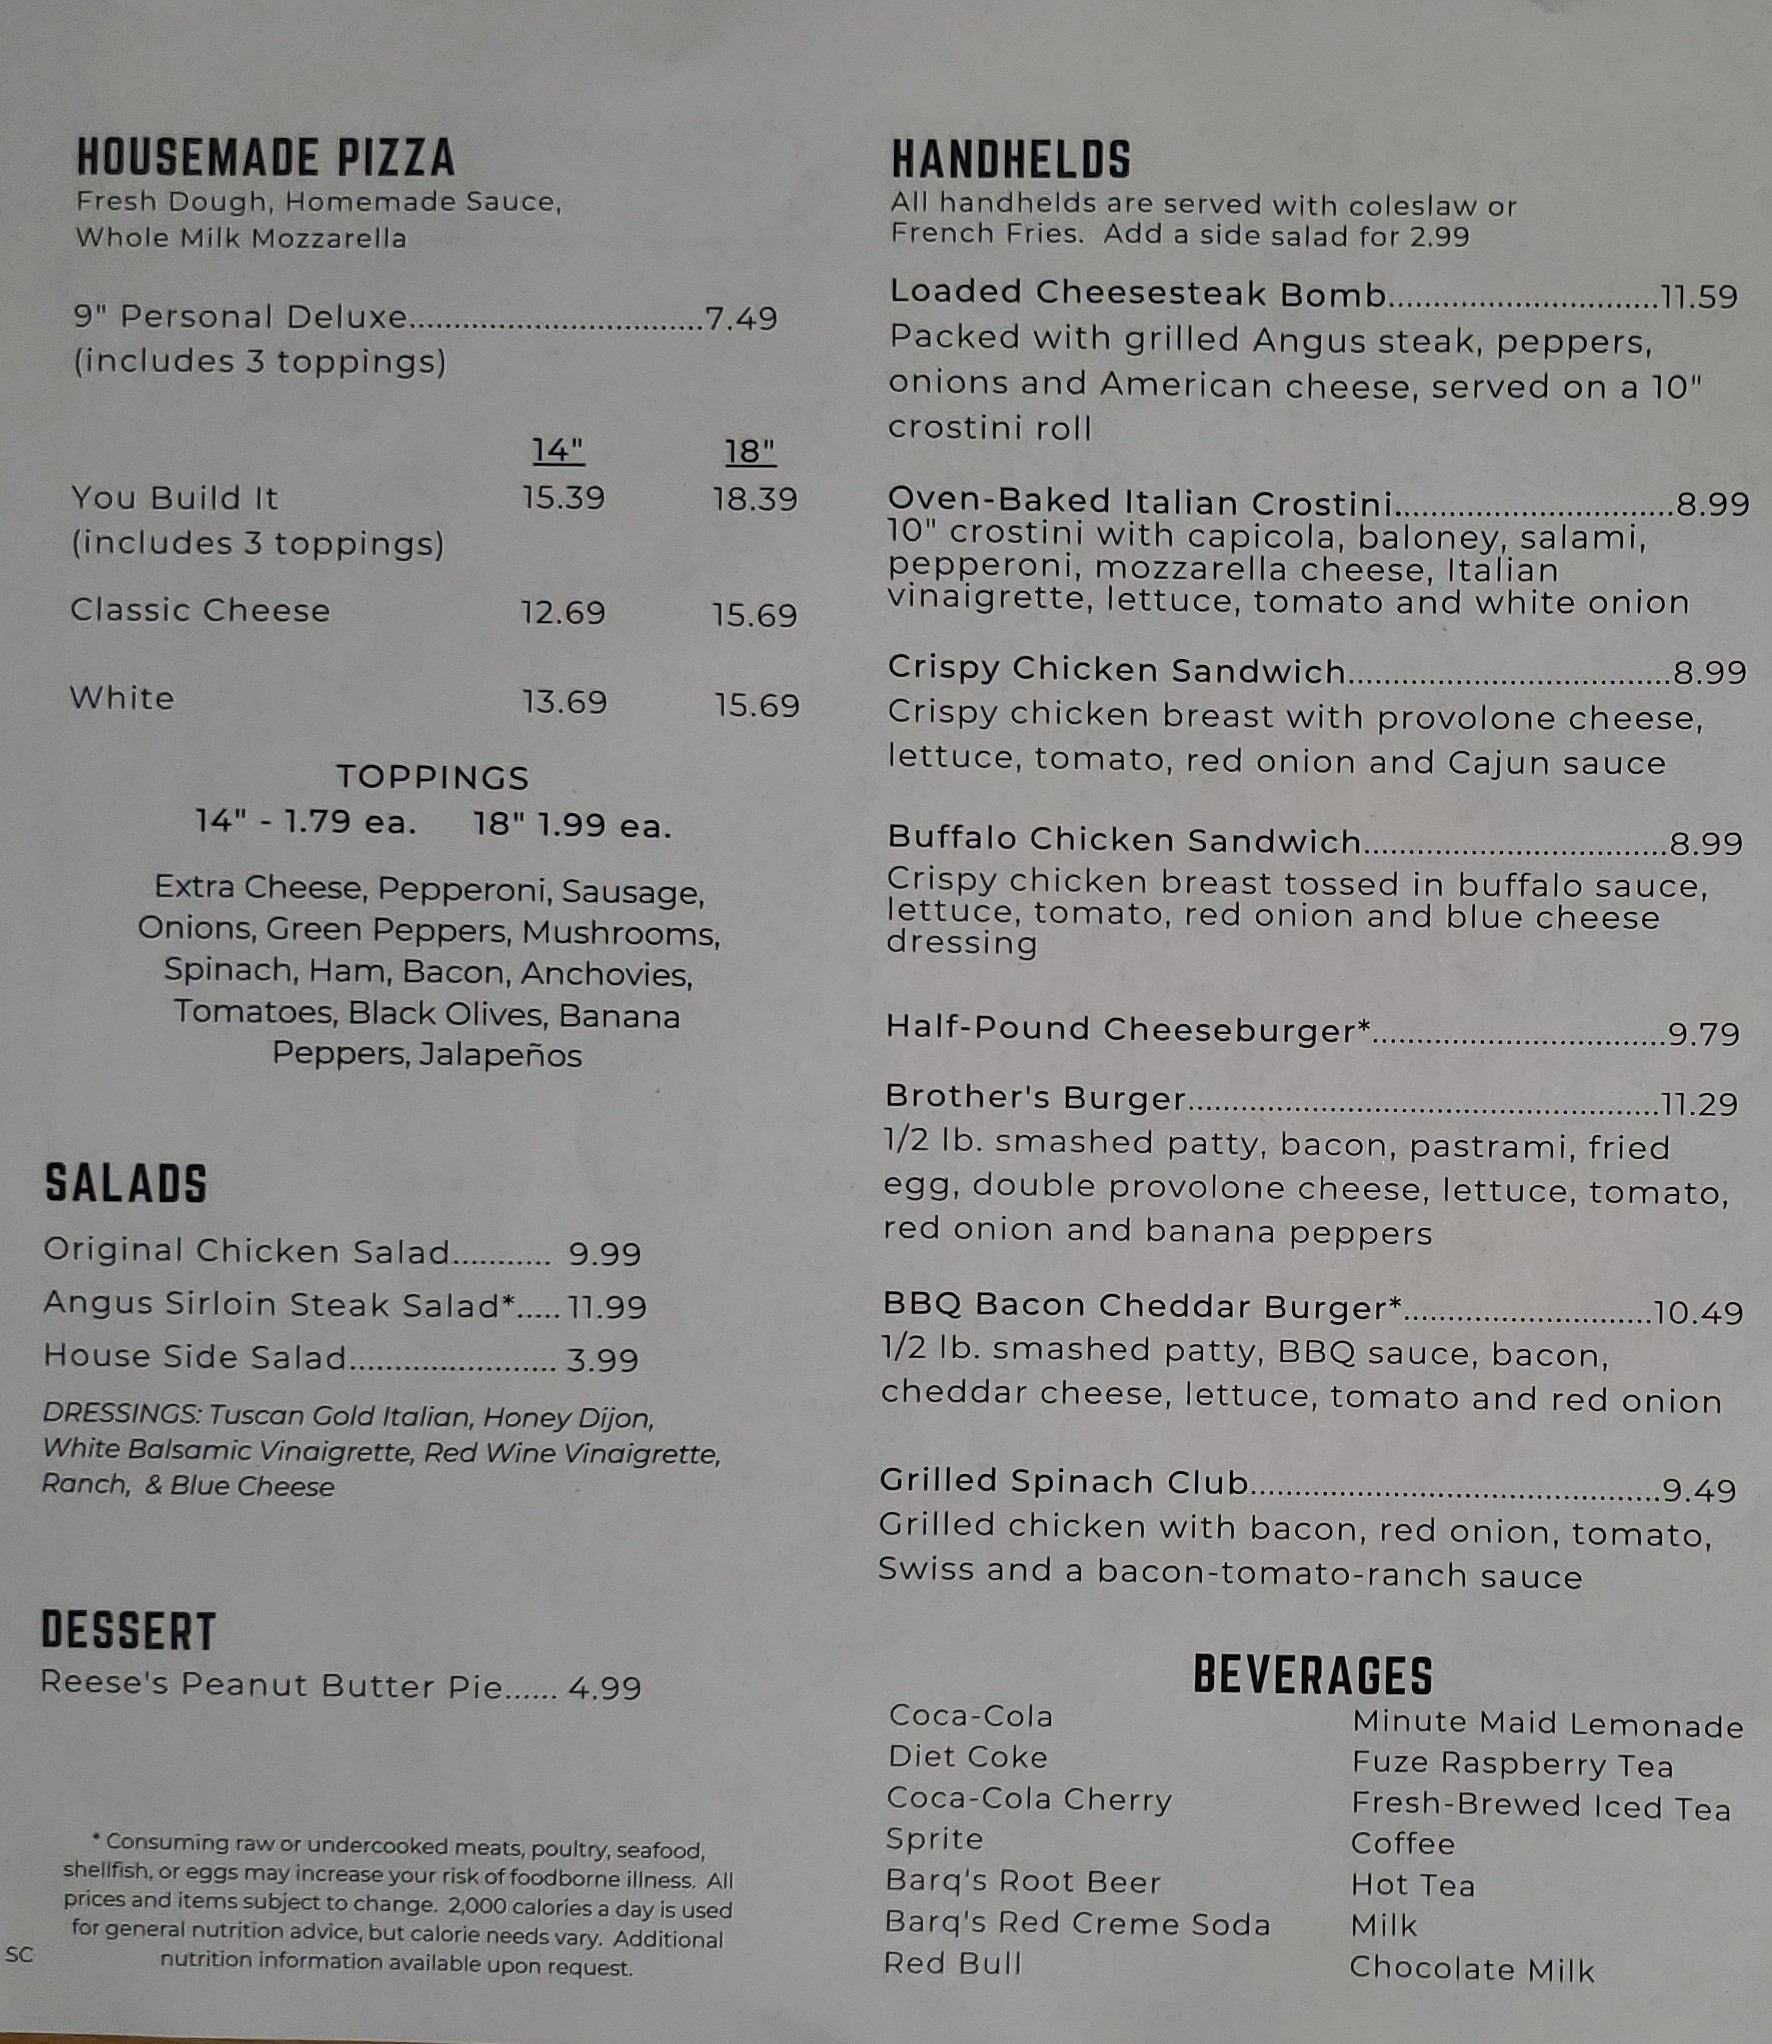 HOUSEMADE PIZZA
Fresh Dough, Homemade Sauce,
Whole Milk Mozzarella
9" Personal Deluxe.................................7.49
(includes 3 toppings)
14" 18"
You Build It 15.39 18.39
(includes 3 toppings)
Classic Cheese 12.69 15.69
White 13.69 15.69
TOPPINGS
14" - 1.79 ea. 18" 1.99 ea.
Extra Cheese, Pepperoni, Sausage,
Onions, Green Peppers, Mushrooms,
Spinach, Ham, Bacon, Anchovies,
Tomatoes, Black Olives, Banana
Peppers, Jalapeños
SALADS
Original Chicken Salad........... 9.99
Angus Sirloin Steak Salad*..... 11.99
House Side Salad....................... 3.99
DRESSINGS: Tuscan Gold Italian, Honey Dijon,
White Balsamic Vinaigrette, Red Wine Vinaigrette,
Ranch, & Blue Cheese
DESSERT
Reese's Peanut Butter Pie...... 4.99
* Consuming raw or undercooked meats, poultry, seafood,
shellfish, or eggs may increase your risk of foodborne illness. All
prices and items subject to change. 2,000 calories a day is used
for general nutrition advice, but calorie needs vary. Additional
nutrition information available upon request.
SC
HANDHELDS
All handhelds are served with coleslaw or
French Fries. Add a side salad for 2.99
Loaded Cheesesteak Bomb..............................11.59
Packed with grilled Angus steak, peppers,
onions and American cheese, served on a 10"
crostini roll
Oven-Baked Italian Crostini...............................8.99
10" crostini with capicola, baloney, salami,
pepperoni, mozzarella cheese, Italian
vinaigrette, lettuce, tomato and white onion
Crispy Chicken Sandwich....................................8.99
Crispy chicken breast with provolone cheese,
lettuce, tomato, red onion and Cajun sauce
Buffalo Chicken Sandwich..................................8.99
Crispy chicken breast tossed in buffalo sauce,
lettuce, tomato, red onion and blue cheese
dressing
Half-Pound Cheeseburger*.................................9.79
Brother's Burger.....................................................11.29
1/2 lb. smashed patty, bacon, pastrami, fried
egg, double provolone cheese, lettuce, tomato,
red onion and banana peppers
BBQ Bacon Cheddar Burger*............................10.49
1/2 lb. smashed patty, BBQ sauce, bacon,
cheddar cheese, lettuce, tomato and red onion
Grilled Spinach Club..............................................9.49
Grilled chicken with bacon, red onion, tomato,
Swiss and a bacon-tomato-ranch sauce
BEVERAGES
Coca-Cola
Diet Coke
Coca-Cola Cherry
Sprite
Barq's Root Beer
Barq's Red Creme Soda
Red Bull
Minute Maid Lemonade
Fuze Raspberry Tea
Fresh-Brewed Iced Tea
Coffee
Hot Tea
Milk
Chocolate Milk